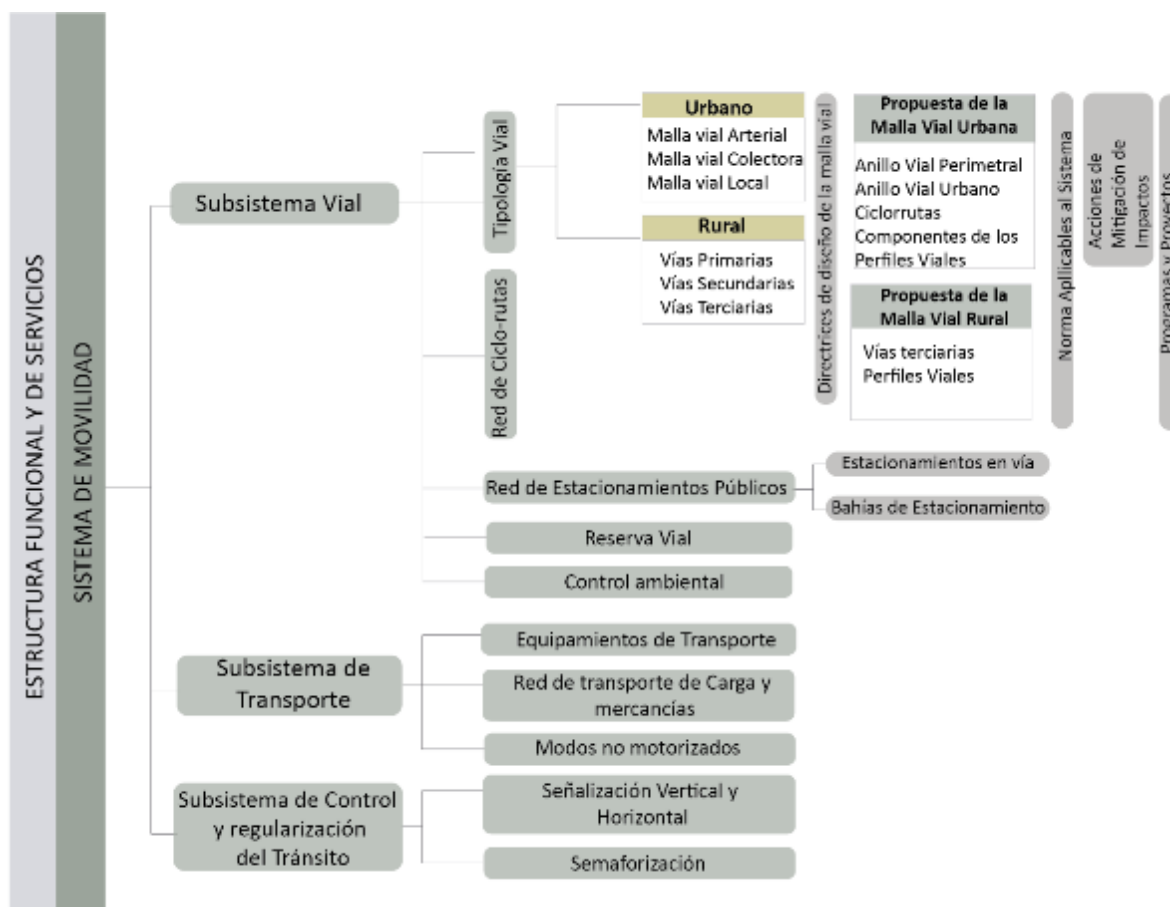 ESTRUCTURA FUNCIONAL Y DE SERVICIOS
SISTEMA DE MOVILIDAD
Subsistema Vial
Tipología Vial
Urbano
Malla vial Arterial
Malla vial Colectora
Malla vial Local
Rural
Vías Primarias
Vías Secundarias
Vías Terciarias
Directrices de diseño de la malla vial
Propuesta de la
Malla Vial Urbana
Anillo Vial Perimetral
Anillo Vial Urbano
Ciclorrutas
Componentes de los
Perfiles Viales
Propuesta de la
Malla Vial Rural
Vías terciarias
Perfiles Viales
Norma Apllicables al Sistema
Acciones de
Mitigación de
Impactos
Programas y Proyectos
Red de Ciclo-rutas
Red de Estacionamientos Públicos
Estacionamientos en vía
Bahías de Estacionamiento
Reserva Vial
Control ambiental
Subsistema de
Transporte
Equipamientos de Transporte
Red de transporte de Carga y
mercancías
Modos no motorizados
Subsistema de Control
y regularización
del Tránsito
Señalización Vertical y
Horizontal
Semaforización